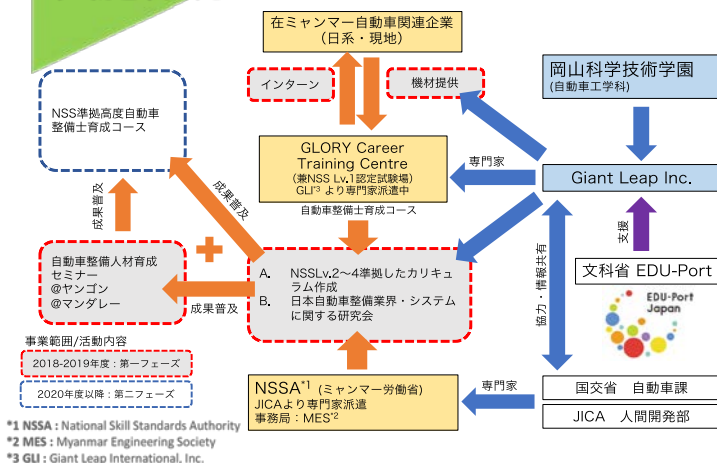 在ミャンマー自動車関連企業
（日系・現地）
インターン
機材提供
岡山科学技術学園
(自動車工学科)
NSS準拠高度自動車
整備士育成コース
GLORY Career
Training Centre
（兼NSS Lv.1認定試験場）
GLI*3 より専門家派遣中
自動車整備士育成コース
専門家
Giant Leap Inc.
成果普及
成果普及
支援
自動車整備人材育成
セミナー
@ヤンゴン
@マンダレー
成果普及
A. NSSLv.2～4準拠したカリキュ
ラム作成
B. 日本自動車整備業界・システム
に関する研究会
協力・情報共有
文科省 EDU-Port
EDU-Port
Japan
事業範囲/活動内容
2018-2019年度：第一フェーズ
2020年度以降：第二フェーズ
NSSA*1（ミャンマー労働省）
JICAより専門家派遣
事務局：MES*2
専門家
国交省 自動車課
JICA 人間開発部
*1 NSSA : National Skill Standards Authority
*2 MES : Myanmar Engineering Society
*3 GLI : Giant Leap International, Inc.